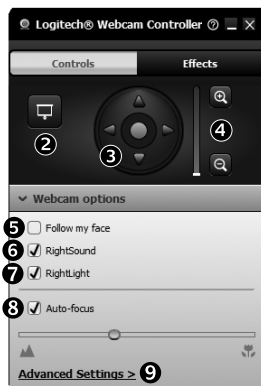 Logitech® Webcam Controller
Controls Effects
2
3
4
Webcam options
5 Follow my face
6 RightSound
7 RightLight
8 Auto-focus
Advanced Settings > 9